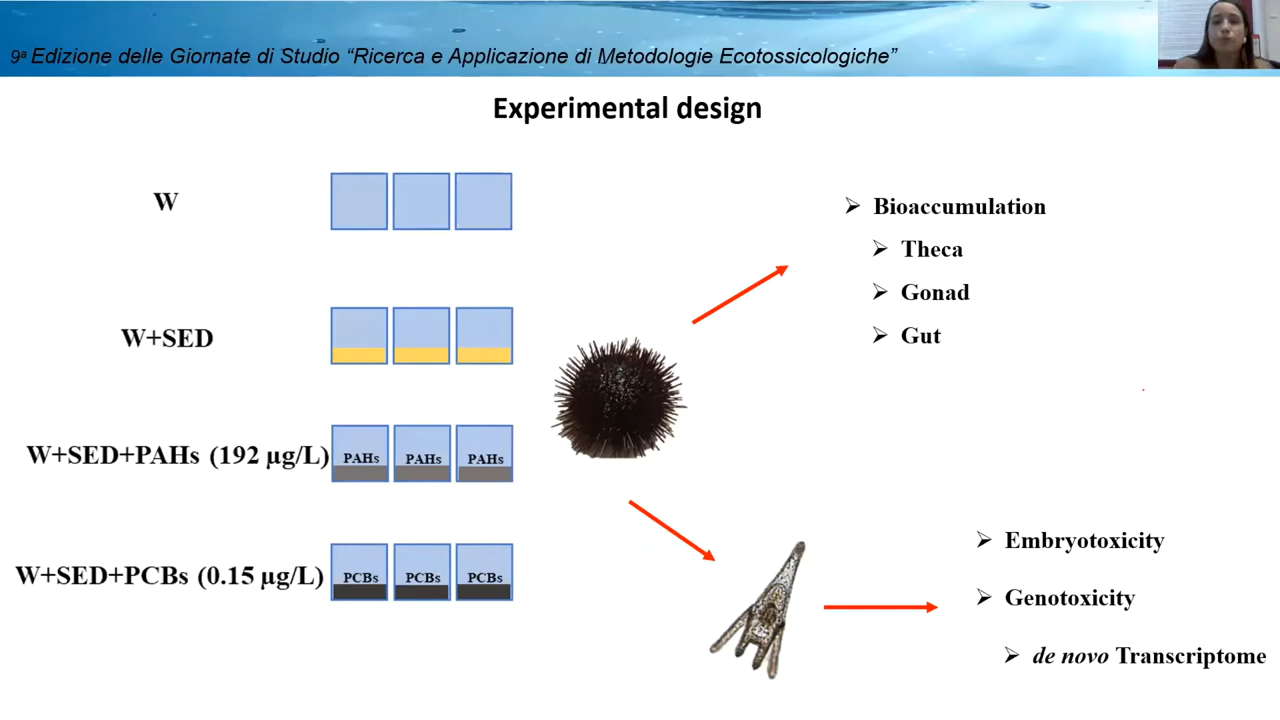 9ª Edizione delle Giornate di Studio “Ricerca e Applicazione di Metodologie Ecotossicologiche”
Experimental design
W
W+SED
W+SED+PAHs (192 µg/L)
PAHs PAHs PAHs
W+SED+PCBs (0.15 µg/L)
PCBs PCBs PCBs
Bioaccumulation
Theca
Gonad
Gut
Embryotoxicity
Genotoxicity
de novo Transcriptome